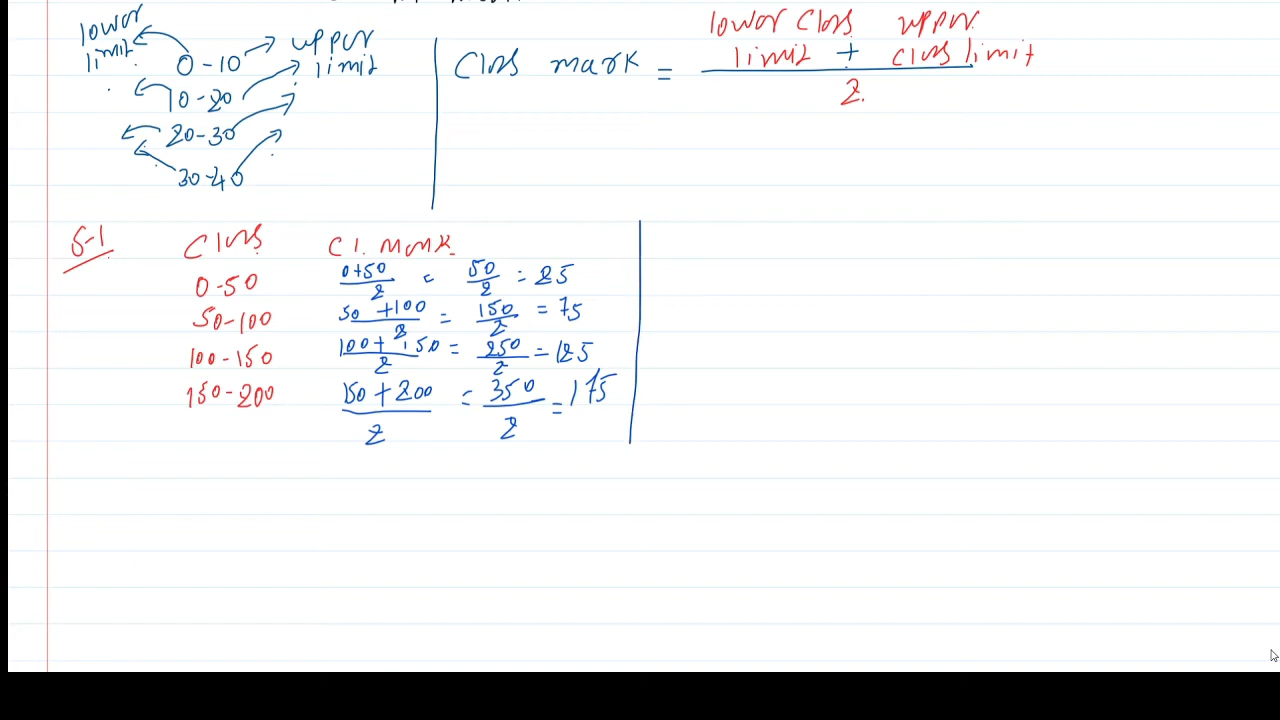 lower limit
upper limit
0-10
10-20
20-30
30-40
Class mark = lower class limit + upper class limit / 2.
S-1
Class Cl. mark
0-50 0+50/2 = 50/2 = 25
50-100 50+100/2 = 150/2 = 75
100-150 100+150/2 = 250/2 = 125
150-200 150+200/2 = 350/2 = 175